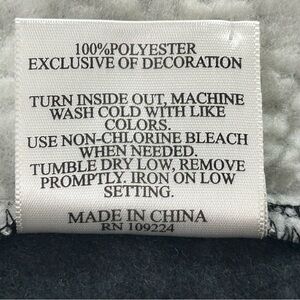 100%POLYESTER
EXCLUSIVE OF DECORATION
TURN INSIDE OUT, MACHINE
WASH COLD WITH LIKE
COLORS.
USE NON-CHLORINE BLEACH
WHEN NEEDED.
TUMBLE DRY LOW, REMOVE
PROMPTLY. IRON ON LOW
SETTING.
MADE IN CHINA
RN 109224